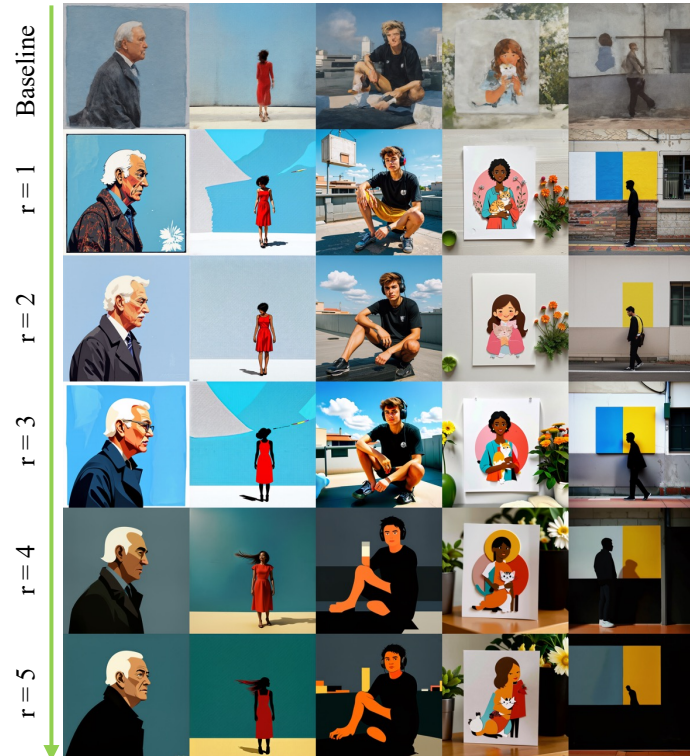 Baseline
r = 1
r = 2
r = 3
r = 4
r = 5